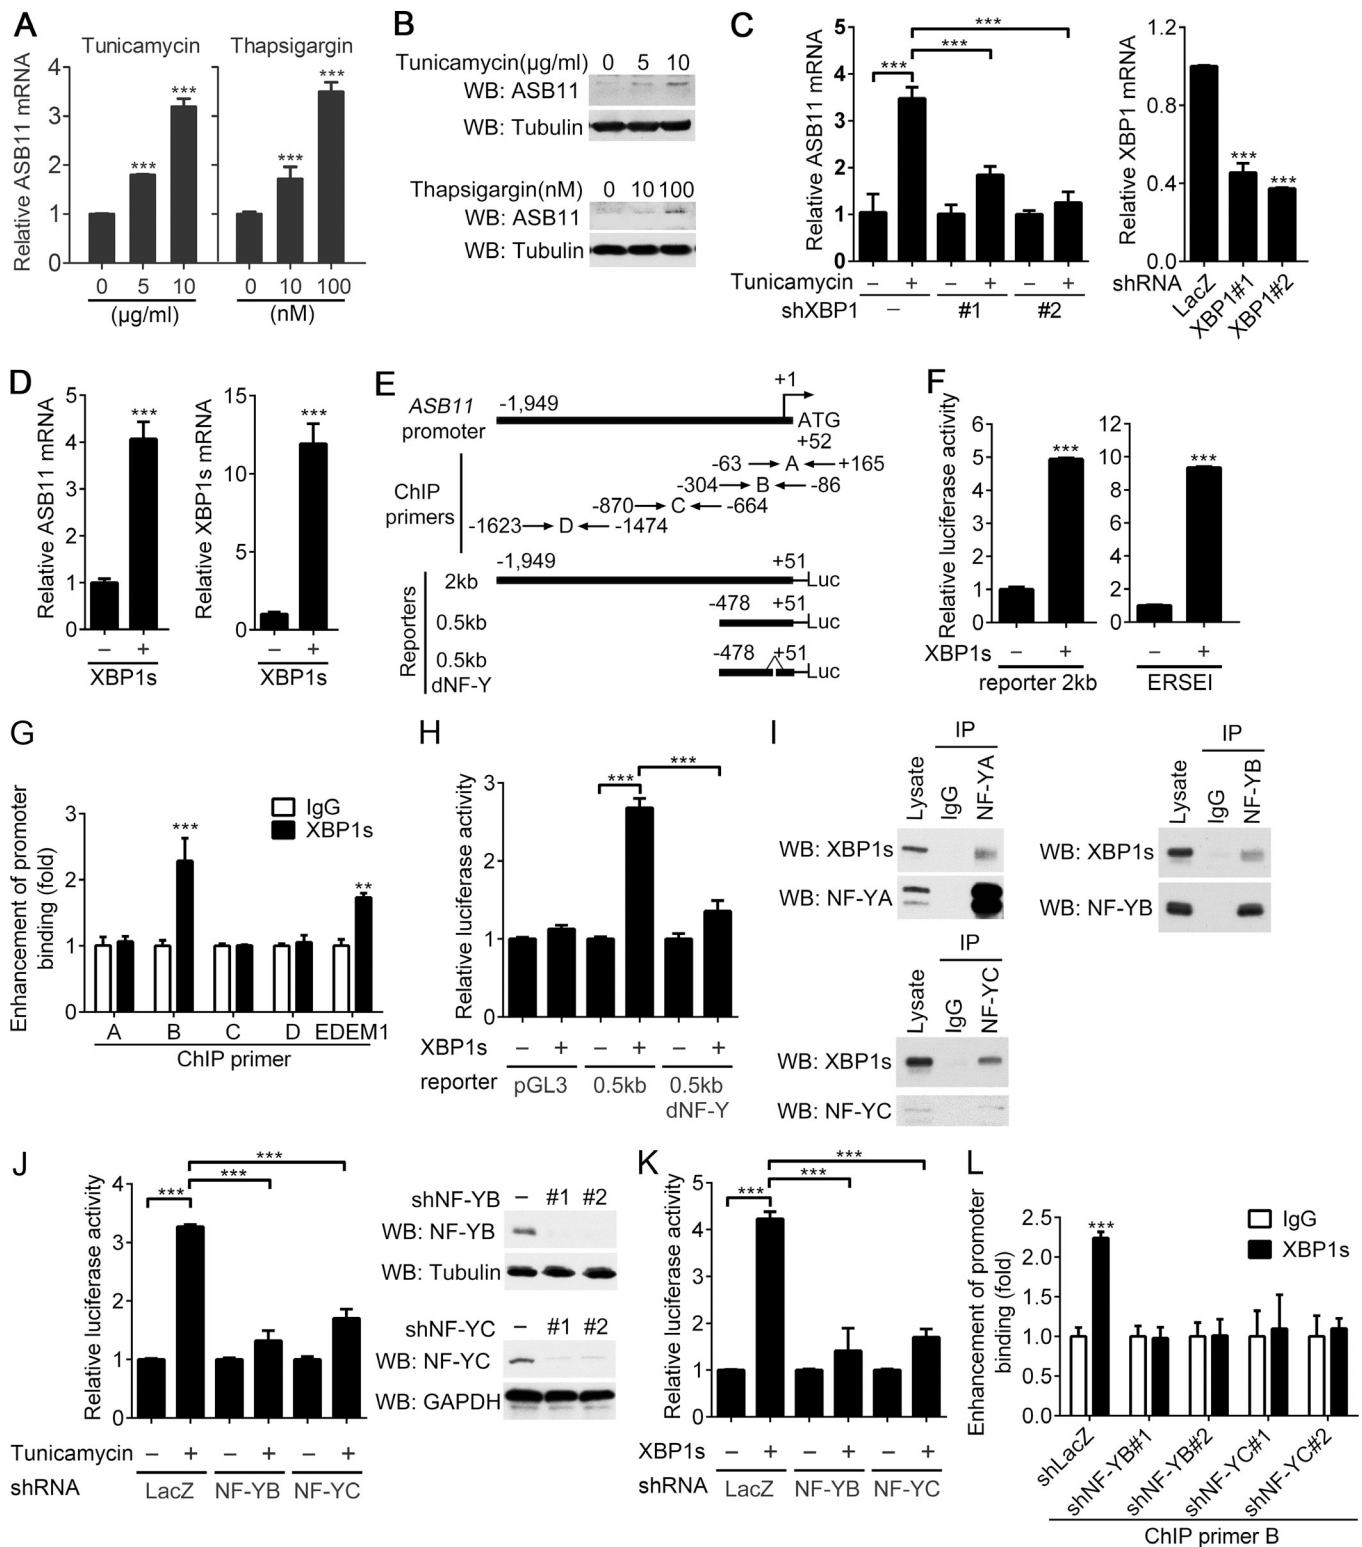 A
Tunicamycin Thapsigargin
Relative ASB11 mRNA
4
3
2
1
0
*** *** *** ***
0 5 10 0 10 100
(μg/ml) (nM)
B
Tunicamycin(μg/ml) 0 5 10
WB: ASB11
WB: Tubulin
Thapsigargin(nM) 0 10 100
WB: ASB11
WB: Tubulin
C
Relative ASB11 mRNA
5
4
3
2
1
0
***
***
***
Tunicamycin – + – + – +
shXBP1 – #1 #2
Relative XBP1 mRNA
1.2
0.8
0.4
0.0
*** ***
shRNA LacZ XBP1#1 XBP1#2
D
Relative ASB11 mRNA
5
4
3
2
1
0
***
– +
XBP1s
Relative XBP1s mRNA
15
10
5
0
***
– +
XBP1s
E
ASB11 promoter
-1,949 +1
ATG
+52
ChIP primers
-63 A +165
-304 B -86
-870 C -664
-1623 D -1474
Reporters
-1,949 +51
2kb Luc
-478 +51
0.5kb Luc
-478 +51
0.5kb dNF-Y Luc
F
Relative luciferase activity
6
5
4
3
2
1
0
***
12
10
8
6
4
2
0
***
XBP1s – + – +
reporter 2kb ERSEI
G
Enhancement of promoter binding (fold)
3
2
1
0
IgG
XBP1s
*** **
A B C D EDEM1
ChIP primer
H
Relative luciferase activity
3
2
1
0
*** ***
XBP1s – + – + – +
reporter pGL3 0.5kb 0.5kb dNF-Y
I
IP
Lysate IgG NF-YA
WB: XBP1s
WB: NF-YA
IP
Lysate IgG NF-YB
WB: XBP1s
WB: NF-YB
IP
Lysate IgG NF-YC
WB: XBP1s
WB: NF-YC
J
Relative luciferase activity
4
3
2
1
0
***
***
***
Tunicamycin – + – + – +
shRNA LacZ NF-YB NF-YC
shNF-YB – #1 #2
WB: NF-YB
WB: Tubulin
shNF-YC – #1 #2
WB: NF-YC
WB: GAPDH
K
Relative luciferase activity
5
4
3
2
1
0
***
***
***
XBP1s – + – + – +
shRNA LacZ NF-YB NF-YC
L
Enhancement of promoter binding (fold)
2.5
2.0
1.5
1.0
0.5
0.0
IgG
XBP1s
***
shLacZ shNF-YB#1 shNF-YB#2 shNF-YC#1 shNF-YC#2
ChIP primer B